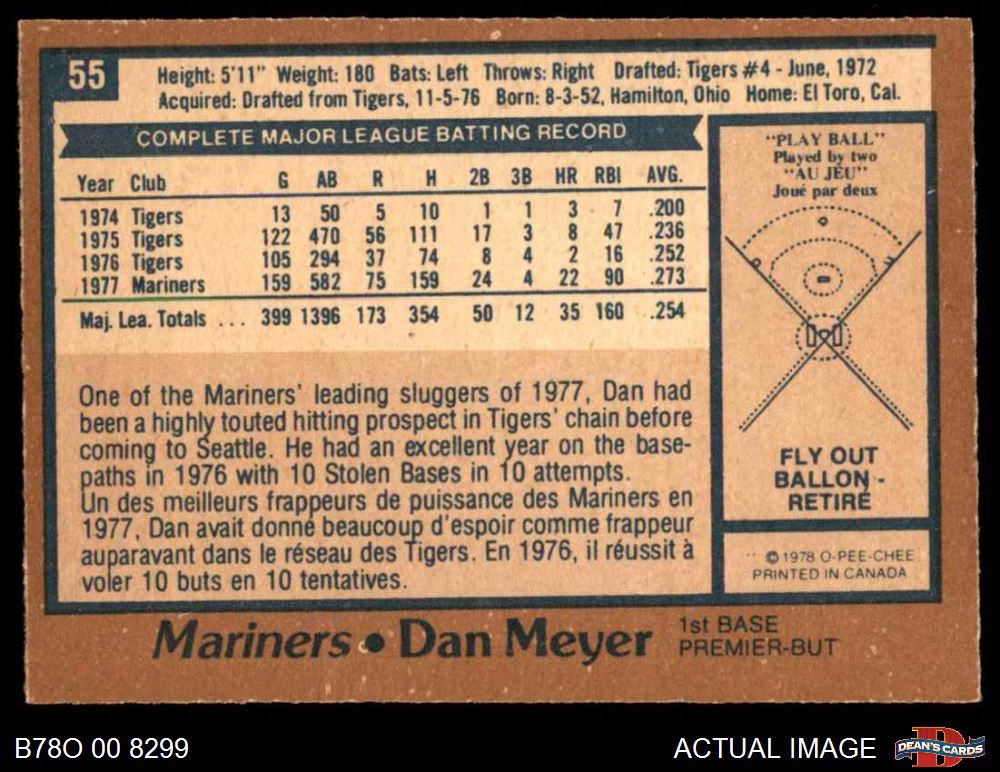 55
Height: 5'11" Weight: 180 Bats: Left Throws: Right Drafted: Tigers #4 - June, 1972
Acquired: Drafted from Tigers, 11-5-76 Born: 8-3-52, Hamilton, Ohio Home: El Toro, Cal.
COMPLETE MAJOR LEAGUE BATTING RECORD
Year Club G AB R H 2B 3B HR RBI AVG.
1974 Tigers 13 50 5 10 1 1 3 7 .200
1975 Tigers 122 470 56 111 17 3 8 47 .236
1976 Tigers 105 294 37 74 8 4 2 16 .252
1977 Mariners 159 582 75 159 24 4 22 90 .273
Maj. Lea. Totals ... 399 1396 173 354 50 12 35 160 .254
One of the Mariners' leading sluggers of 1977, Dan had
been a highly touted hitting prospect in Tigers' chain before
coming to Seattle. He had an excellent year on the base-
paths in 1976 with 10 Stolen Bases in 10 attempts.
Un des meilleurs frappeurs de puissance des Mariners en
1977, Dan avait donné beaucoup d'espoir comme frappeur
auparavant dans le réseau des Tigers. En 1976, il réussit à
voler 10 buts en 10 tentatives.
"PLAY BALL"
Played by two
"AU JEU"
Joué par deux
FLY OUT
BALLON -
RETIRÉ
© 1978 O-PEE-CHEE
PRINTED IN CANADA
Mariners • Dan Meyer
1st BASE
PREMIER-BUT
B78O 00 8299
ACTUAL IMAGE
D
DEAN'S CARDS